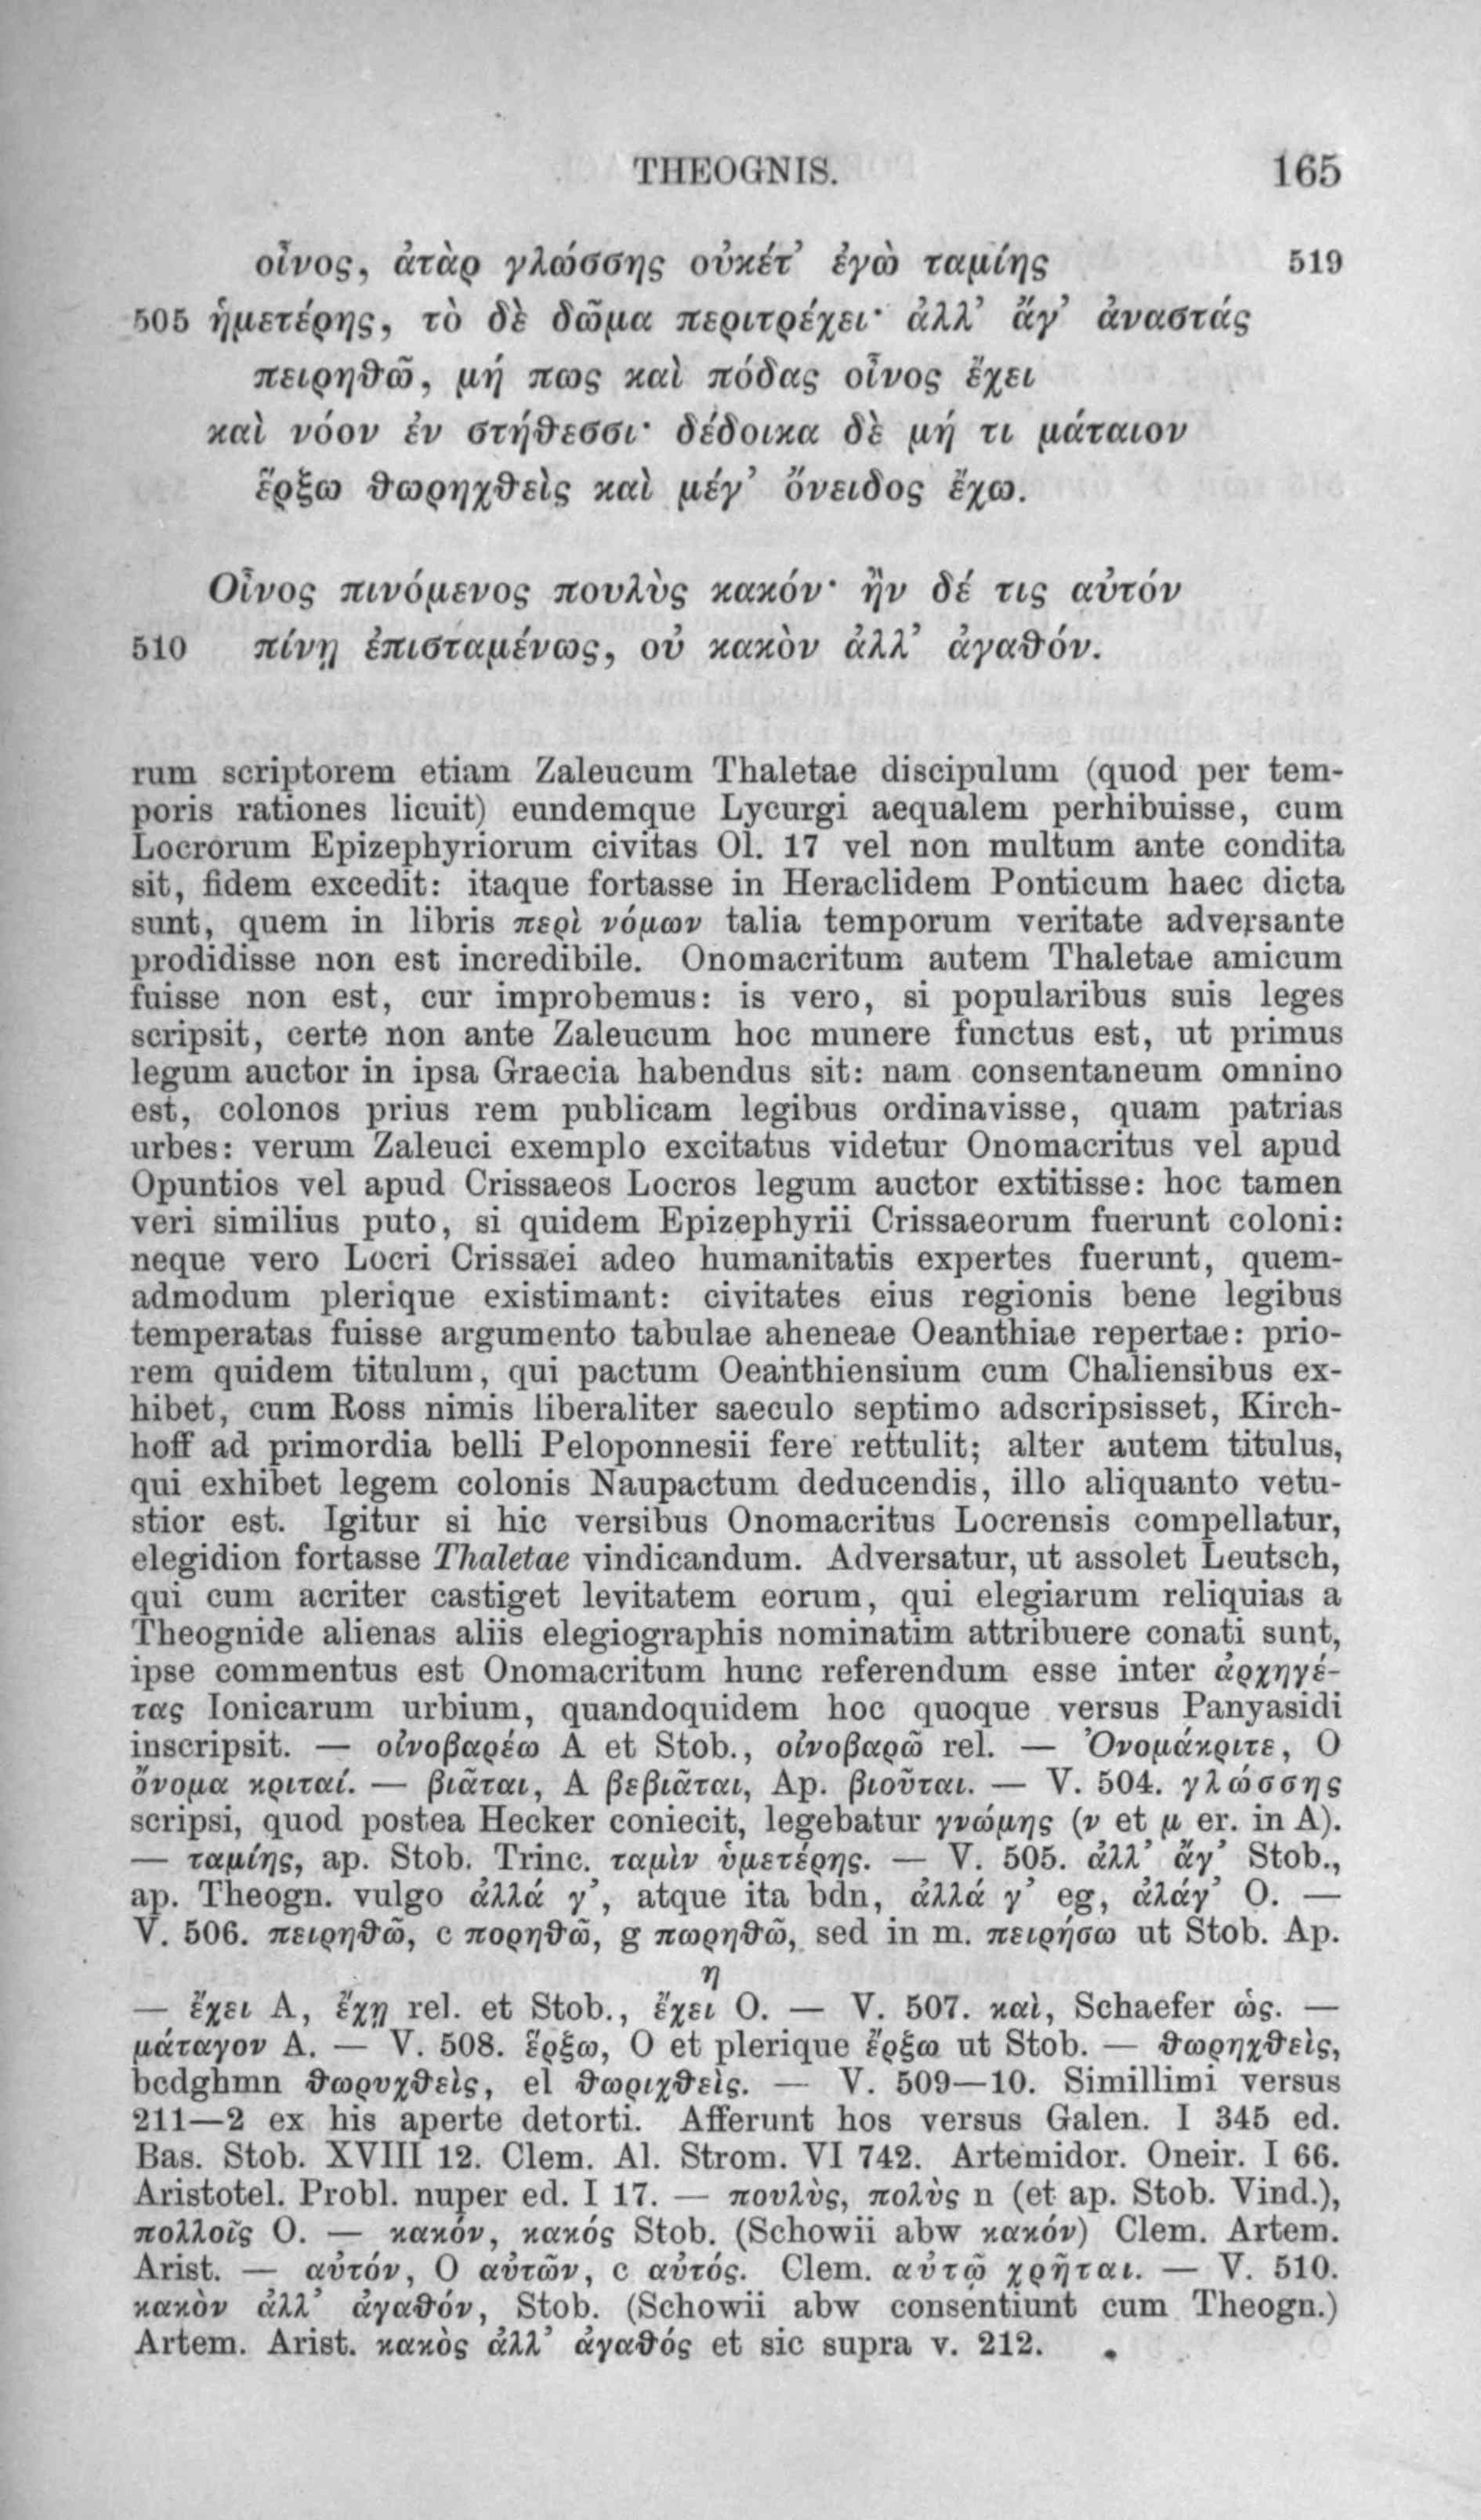 THEOGNIS. 165
οἶνος, ἀτὰρ γλώσσης οὐκέτ' ἐγὼ ταμίης 519
505 ἡμετέρης, τὸ δὲ δῶμα περιτρέχει· ἀλλ' ἄγ' ἀναστάς
πειρηθῶ, μή πως καὶ πόδας οἶνος ἔχει
καὶ νόον ἐν στήθεσσι· δέδοικα δὲ μή τι μάταιον
ἕρξω θωρηχθεὶς καὶ μέγ' ὄνειδος ἔχω.
Οἶνος πινόμενος πουλὺς κακόν· ἢν δέ τις αὐτόν
510 πίνῃ ἐπισταμένως, οὐ κακὸν ἀλλ' ἀγαθόν.
rum scriptorem etiam Zaleucum Thaletae discipulum (quod per tem-
poris rationes licuit) eundemque Lycurgi aequalem perhibuisse, cum
Locrorum Epizephyriorum civitas Ol. 17 vel non multum ante condita
sit, fidem excedit: itaque fortasse in Heraclidem Ponticum haec dicta
sunt, quem in libris περὶ νόμων talia temporum veritate adversante
prodidisse non est incredibile. Onomacritum autem Thaletae amicum
fuisse non est, cur improbemus: is vero, si popularibus suis leges
scripsit, certe non ante Zaleucum hoc munere functus est, ut primus
legum auctor in ipsa Graecia habendus sit: nam consentaneum omnino
est, colonos prius rem publicam legibus ordinavisse, quam patrias
urbes: verum Zaleuci exemplo excitatus videtur Onomacritus vel apud
Opuntios vel apud Crissaeos Locros legum auctor extitisse: hoc tamen
veri similius puto, si quidem Epizephyrii Crissaeorum fuerunt coloni:
neque vero Locri Crissaei adeo humanitatis expertes fuerunt, quem-
admodum plerique existimant: civitates eius regionis bene legibus
temperatas fuisse argumento tabulae aheneae Oeanthiae repertae: prio-
rem quidem titulum, qui pactum Oeanthiensium cum Chaliensibus ex-
hibet, cum Ross nimis liberaliter saeculo septimo adscripsisset, Kirch-
hoff ad primordia belli Peloponnesii fere rettulit; alter autem titulus,
qui exhibet legem colonis Naupactum deducendis, illo aliquanto vetu-
stior est. Igitur si hic versibus Onomacritus Locrensis compellatur,
elegidion fortasse Thaletae vindicandum. Adversatur, ut assolet Leutsch,
qui cum acriter castiget levitatem eorum, qui elegiarum reliquias a
Theognide alienas aliis elegiographis nominatim attribuere conati sunt,
ipse commentus est Onomacritum hunc referendum esse inter ἀρχηγέ-
τας Ionicarum urbium, quandoquidem hoc quoque versus Panyasidi
inscripsit. — οἰνοβαρέω A et Stob., οἰνοβαρῶ rel. — Ὀνομάκριτε, O
ὄνομα κριταί. — βιᾶται, A βεβιᾶται, Ap. βιοῦται. — V. 504. γλώσσης
scripsi, quod postea Hecker coniecit, legebatur γνώμης (ν et μ er. in A).
— ταμίης, ap. Stob. Trinc. ταμὶν ὑμετέρης. — V. 505. ἀλλ' ἄγ' Stob.,
ap. Theogn. vulgo ἀλλά γ', atque ita bdn, ἀλλά γ' eg, ἀλάγ' O. —
V. 506. πειρηθῶ, c πορηθῶ, g πωρηθῶ, sed in m. πειρήσω ut Stob. Ap.
η
— ἔχει A, ἔχῃ rel. et Stob., ἔχει O. — V. 507. καὶ, Schaefer ὡς. —
μάταγον A. — V. 508. ἕρξω, O et plerique ἔρξω ut Stob. — θωρηχθεὶς,
bcdghmn θωρυχθεὶς, el θωριχθεὶς. — V. 509—10. Simillimi versus
211—2 ex his aperte detorti. Afferunt hos versus Galen. I 345 ed.
Bas. Stob. XVIII 12. Clem. Al. Strom. VI 742. Artemidor. Oneir. I 66.
Aristotel. Probl. nuper ed. I 17. — πουλὺς, πολὺς n (et ap. Stob. Vind.),
πολλοῖς O. — κακόν, κακός Stob. (Schowii abw κακόν) Clem. Artem.
Arist. — αὐτόν, O αὐτῶν, c αὐτός. Clem. αὐτῷ χρῆται. — V. 510.
κακὸν ἀλλ' ἀγαθόν, Stob. (Schowii abw consentiunt cum Theogn.)
Artem. Arist. κακὸς ἀλλ' ἀγαθός et sic supra v. 212.